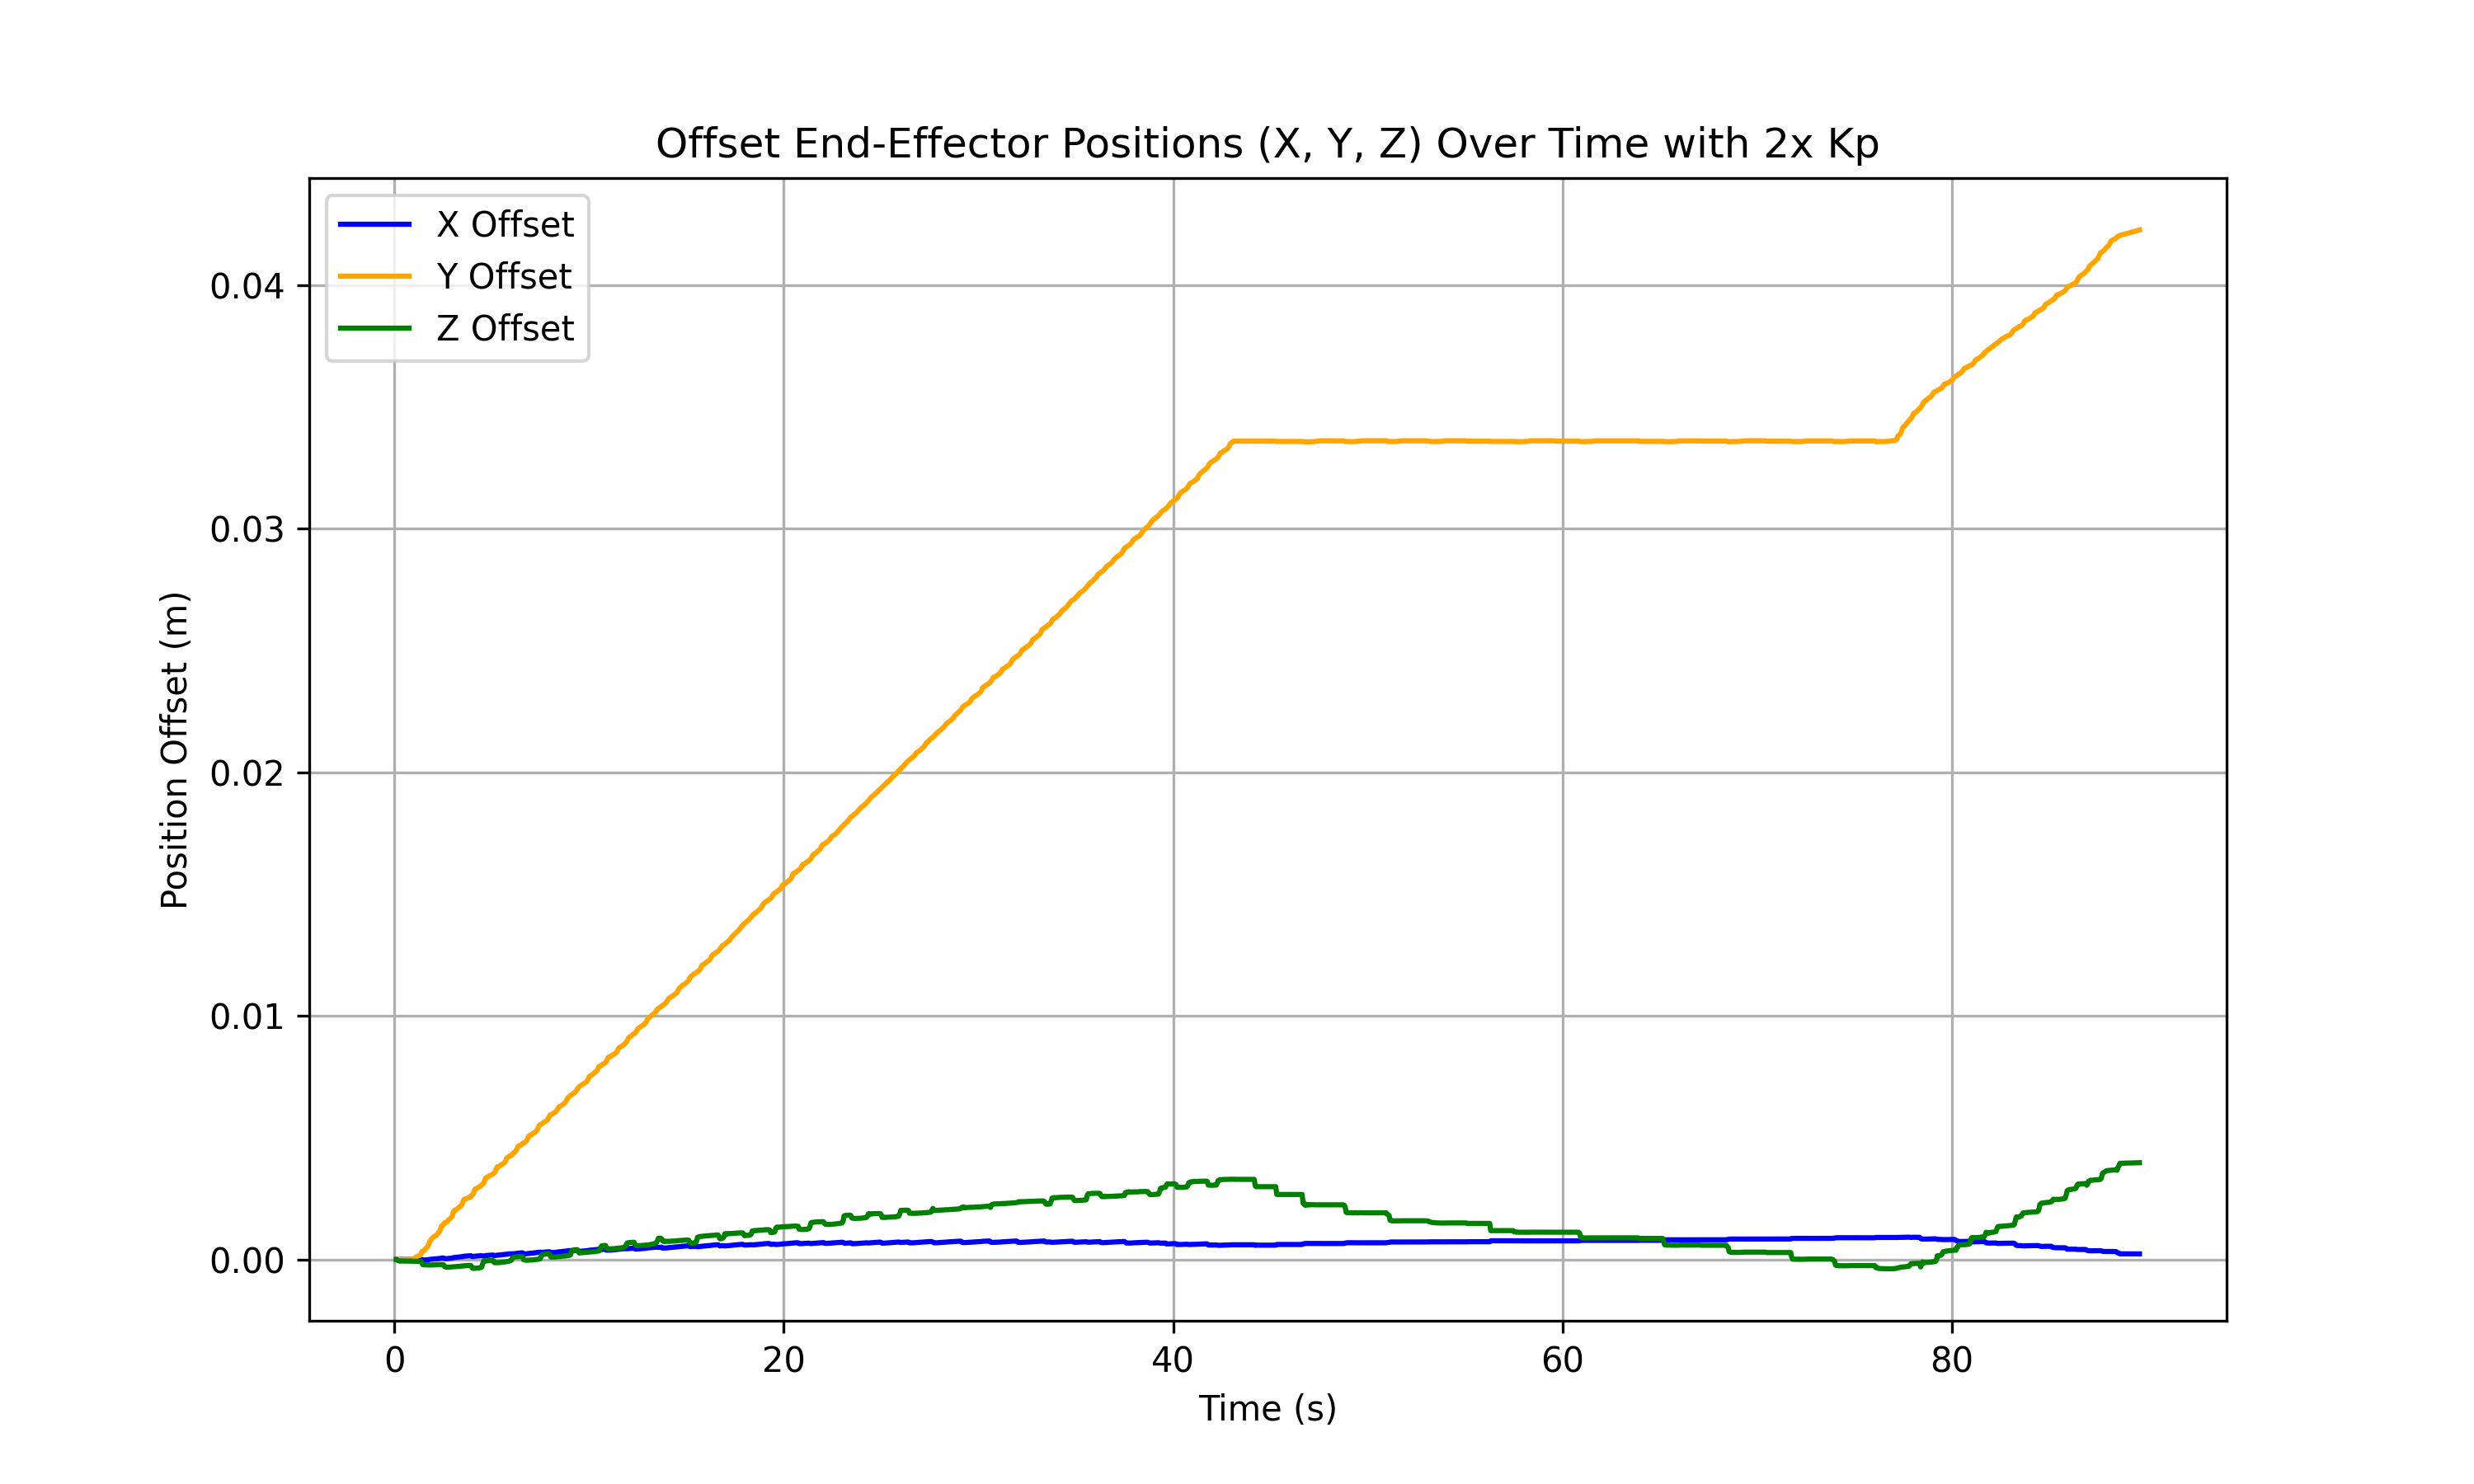 Offset End-Effector Positions (X, Y, Z) Over Time with 2x Kp
X Offset
Y Offset
Z Offset
Position Offset (m)
0.04
0.03
0.02
0.01
0.00
0 20 40 60 80
Time (s)